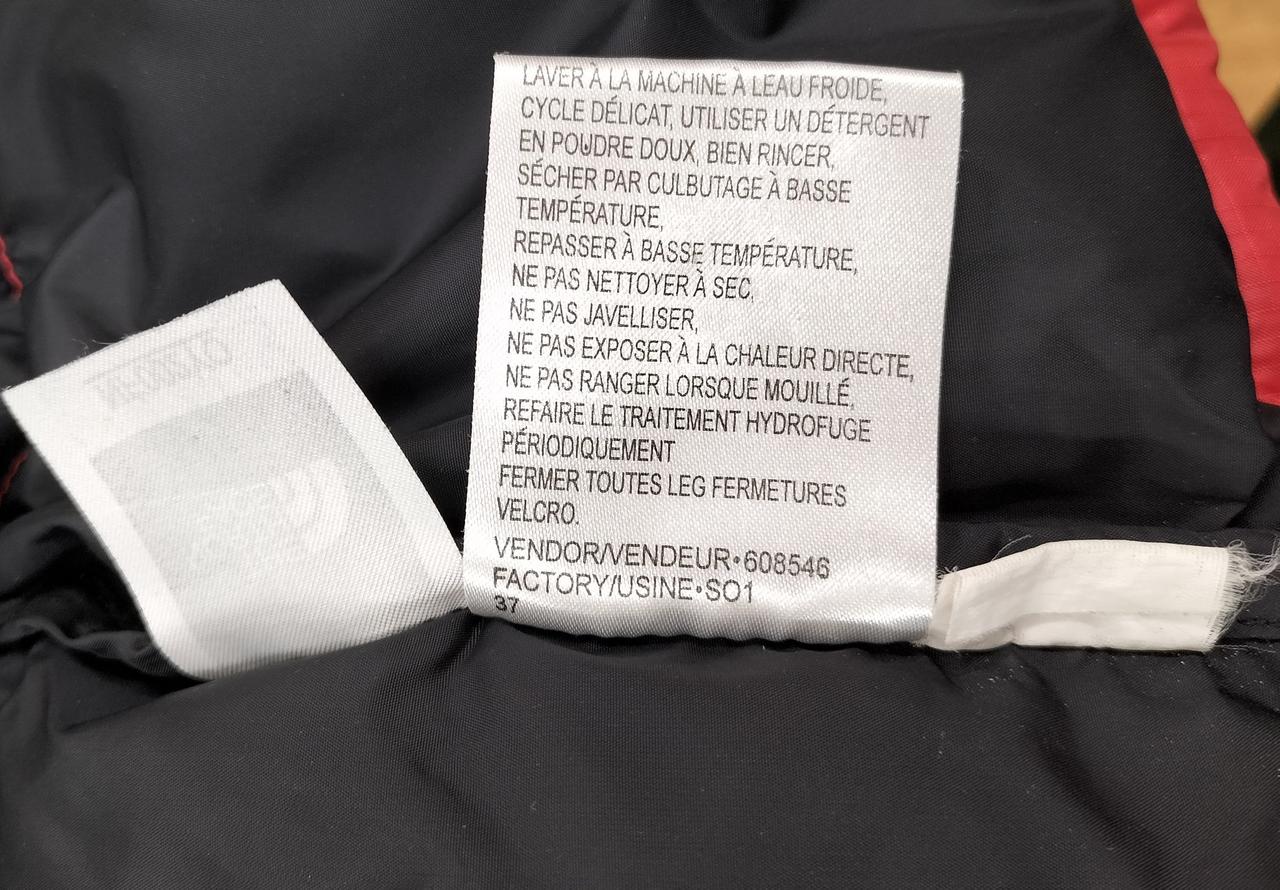 LAVER À LA MACHINE À LEAU FROIDE,
CYCLE DÉLICAT, UTILISER UN DÉTERGENT
EN POUDRE DOUX, BIEN RINCER,
SÉCHER PAR CULBUTAGE À BASSE
TEMPÉRATURE,
REPASSER À BASSE TEMPÉRATURE,
NE PAS NETTOYER À SEC,
NE PAS JAVELLISER,
NE PAS EXPOSER À LA CHALEUR DIRECTE,
NE PAS RANGER LORSQUE MOUILLÉ,
REFAIRE LE TRAITEMENT HYDROFUGE
PÉRIODIQUEMENT
FERMER TOUTES LEG FERMETURES
VELCRO.
VENDOR/VENDEUR•608546
FACTORY/USINE•SO1
37